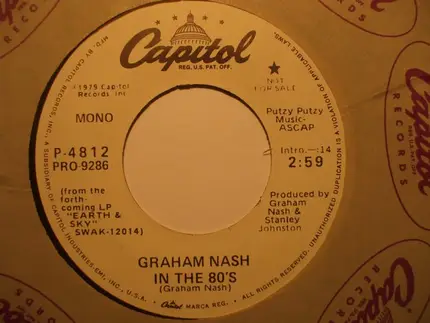 MFD. BY CAPITOL RECORDS, INC., A SUBSIDIARY OF CAPITOL INDUSTRIES-EMI, INC., U.S.A.
ALL RIGHTS RESERVED. UNAUTHORIZED DUPLICATION IS A VIOLATION OF APPLICABLE LAWS.
Capitol
REG. U.S. PAT. OFF.
℗1979 Capitol
Records Inc
NOT
FOR SALE
MONO
Putzy Putzy
Music-
ASCAP
P-4812
PRO-9286
Intro.—:14
2:59
(from the
forth-
coming LP
"EARTH &
SKY"
SWAK-12014)
Produced by
Graham
Nash &
Stanley
Johnston
GRAHAM NASH
IN THE 80'S
(Graham Nash)
Capitol MARCA REG.
CAPITOL
RECORDS